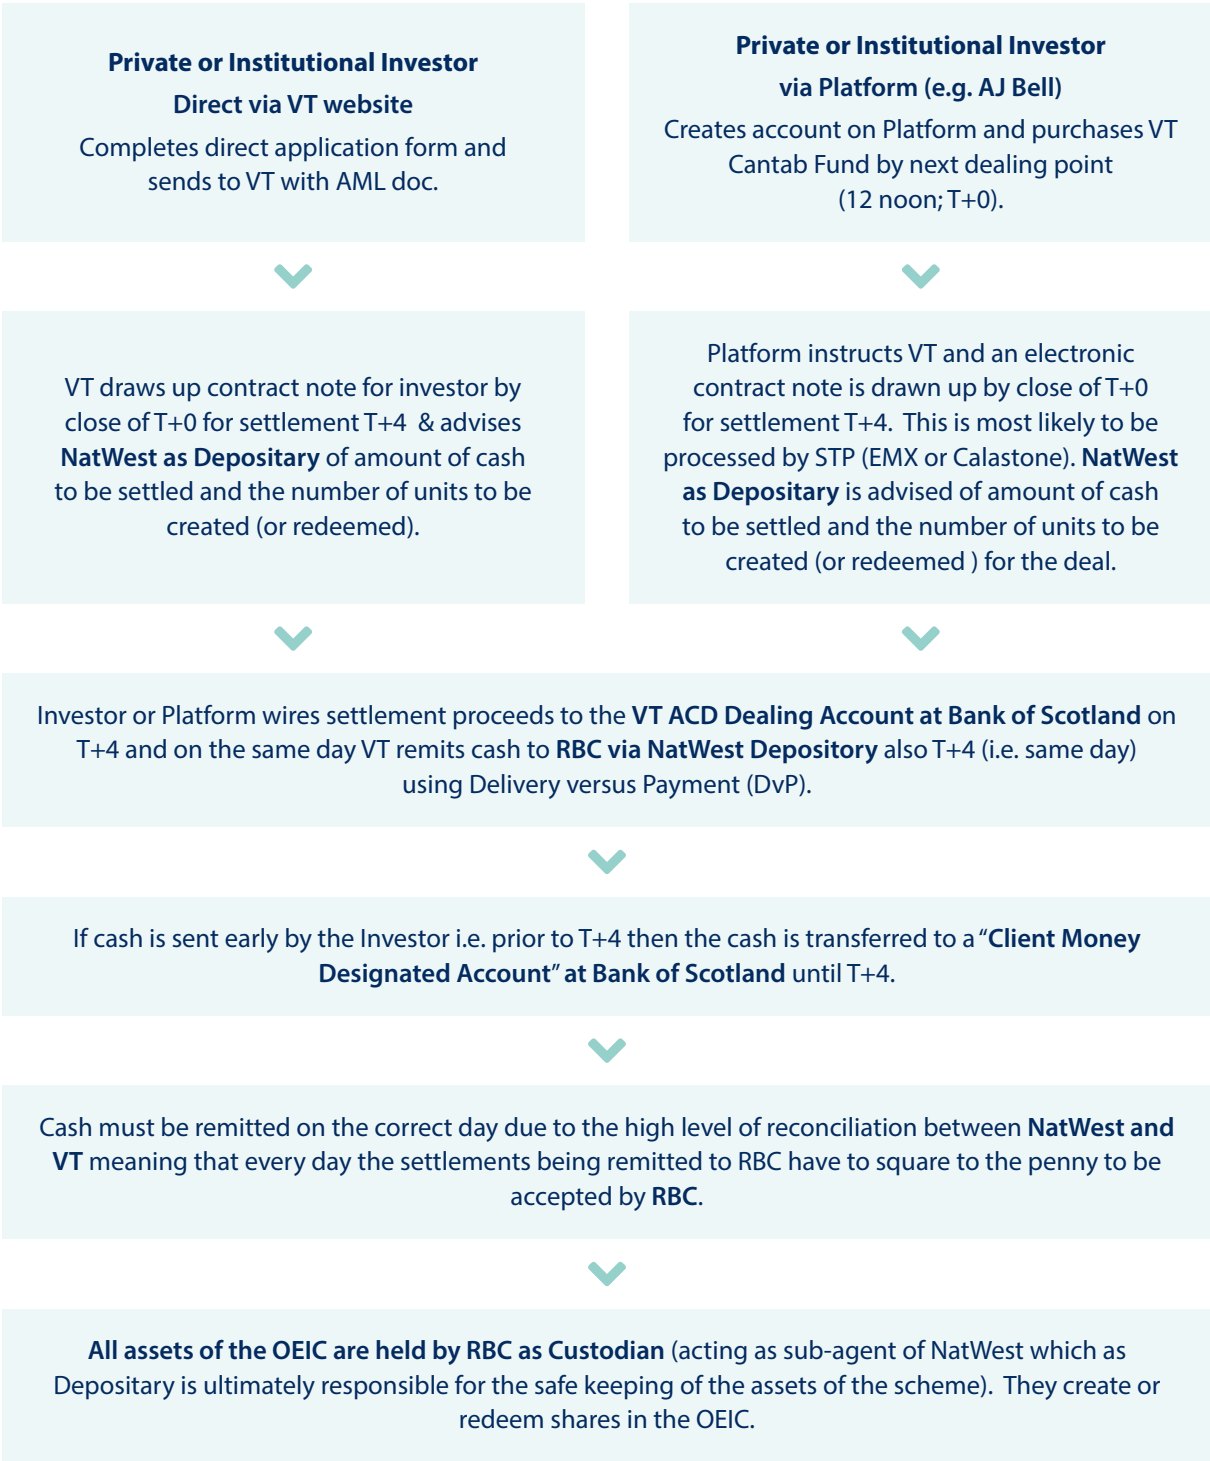 Private or Institutional Investor
Direct via VT website
Completes direct application form and
sends to VT with AML doc.
Private or Institutional Investor
via Platform (e.g. AJ Bell)
Creates account on Platform and purchases VT
Cantab Fund by next dealing point
(12 noon; T+0).
VT draws up contract note for investor by
close of T+0 for settlement T+4  & advises
NatWest as Depositary of amount of cash
to be settled and the number of units to be
created (or redeemed).
Platform instructs VT and an electronic
contract note is drawn up by close of T+0
for settlement T+4.  This is most likely to be
processed by STP (EMX or Calastone). NatWest
as Depositary is advised of amount of cash
to be settled and the number of units to be
created (or redeemed ) for the deal.
Investor or Platform wires settlement proceeds to the VT ACD Dealing Account at Bank of Scotland on
T+4 and on the same day VT remits cash to RBC via NatWest Depository also T+4 (i.e. same day)
using Delivery versus Payment (DvP).
If cash is sent early by the Investor i.e. prior to T+4 then the cash is transferred to a “Client Money
Designated Account” at Bank of Scotland until T+4.
Cash must be remitted on the correct day due to the high level of reconciliation between NatWest and
VT meaning that every day the settlements being remitted to RBC have to square to the penny to be
accepted by RBC.
All assets of the OEIC are held by RBC as Custodian (acting as sub-agent of NatWest which as
Depositary is ultimately responsible for the safe keeping of the assets of the scheme).  They create or
redeem shares in the OEIC.